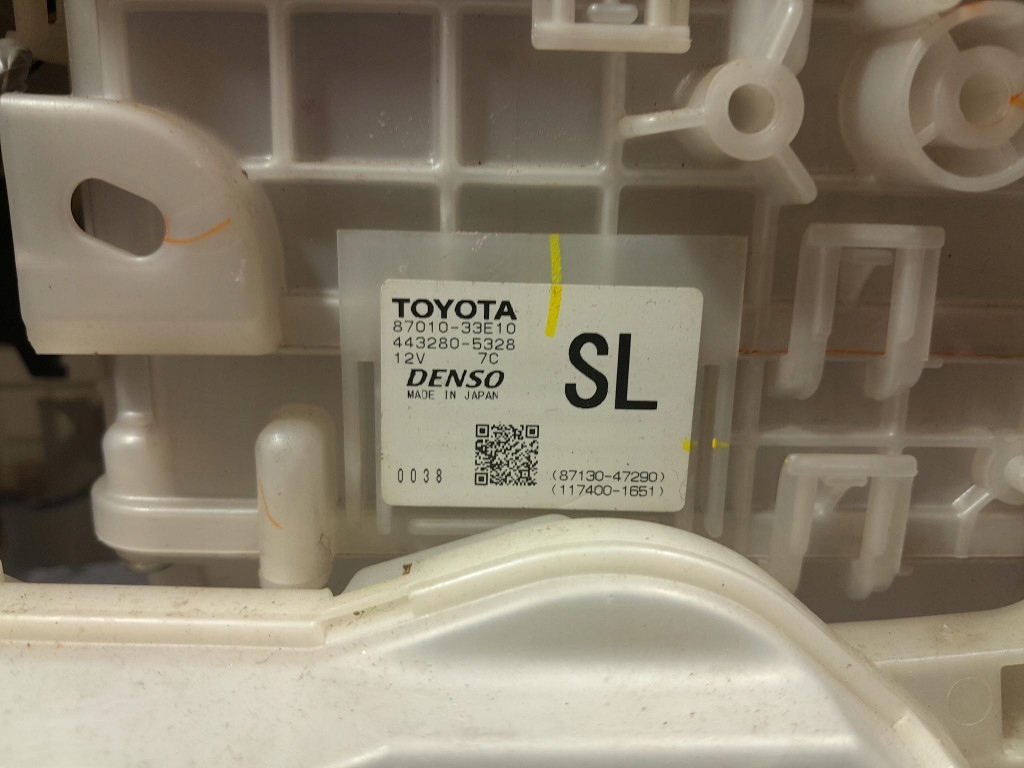 TOYOTA
87010-33E10
443280-5328
12V 7C
DENSO
MADE IN JAPAN
SL
0038
(87130-47290)
(117400-1651)